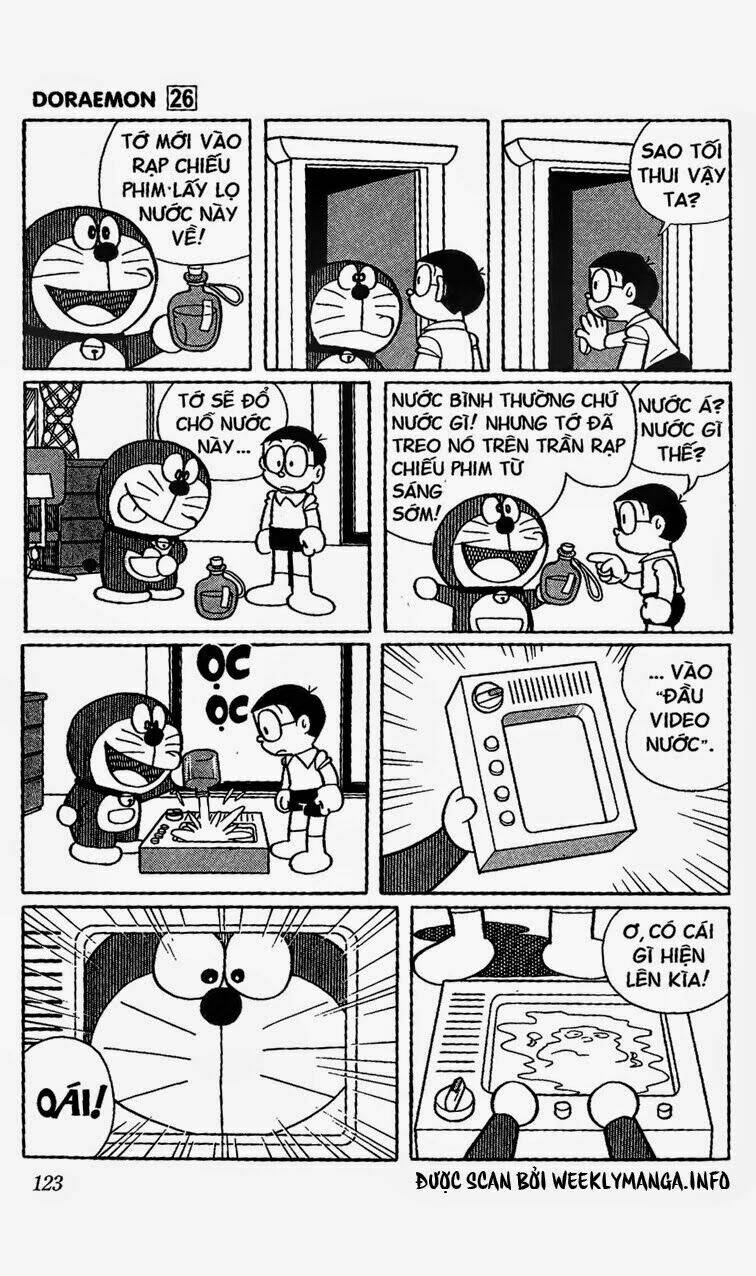 DORAEMON 26
SAO TỐI
THUI VẬY
TA?
TỚ MỚI VÀO
RẠP CHIẾU
PHIM LẤY LỌ
NƯỚC NÀY
VỀ!
NƯỚC Á?
NƯỚC GÌ
THẾ?
NƯỚC BÌNH THƯỜNG CHỨ
NƯỚC GÌ! NHƯNG TỚ ĐÃ
TREO NÓ TRÊN TRẦN RẠP
CHIẾU PHIM TỪ
SÁNG
SỚM!
TỚ SẼ ĐỔ
CHỖ NƯỚC
NÀY...
... VÀO
"ĐẦU
VIDEO
NƯỚC".
ỌC
ỌC
Ơ, CÓ CÁI
GÌ HIỆN
LÊN KÌA!
OÁI!
123
ĐƯỢC SCAN BỞI WEEKLYMANGA.INFO